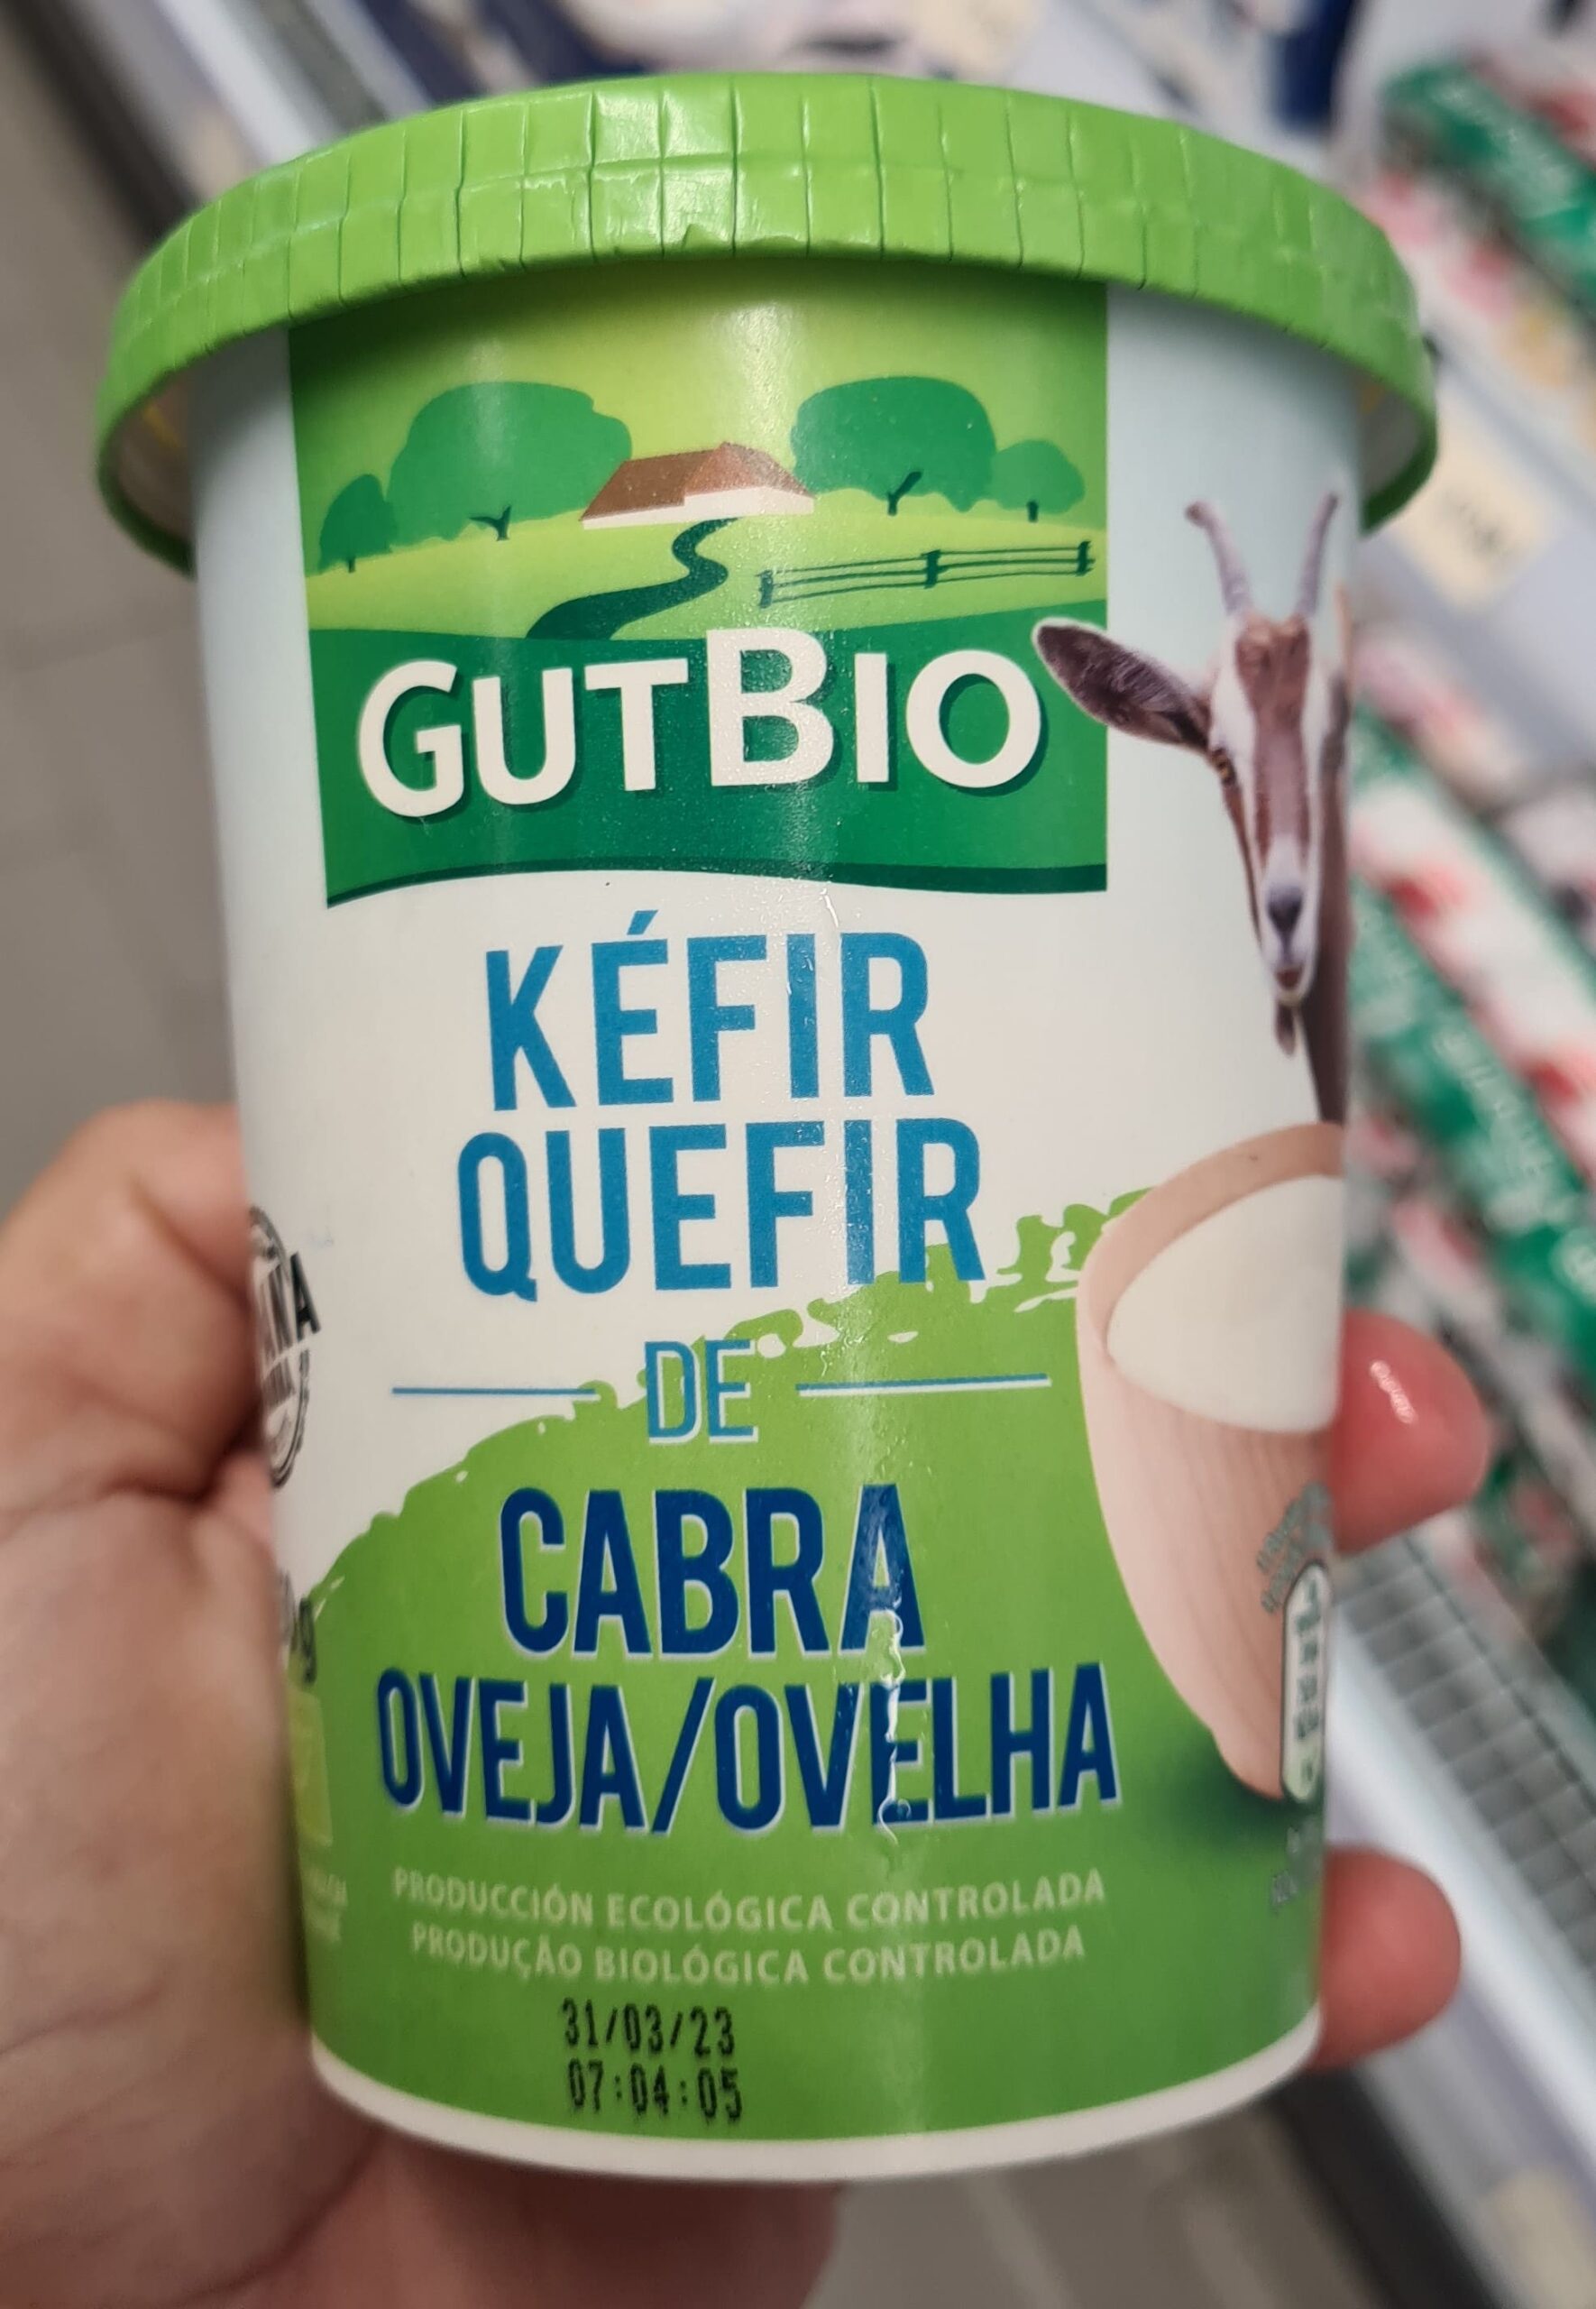 GUTBIO
KÉFIR
QUEFIR
DE
CABRA
OVEJA/OVELHA
PRODUCCIÓN ECOLÓGICA CONTROLADA
PRODUÇÃO BIOLÓGICA CONTROLADA
31/03/23
07:04:05